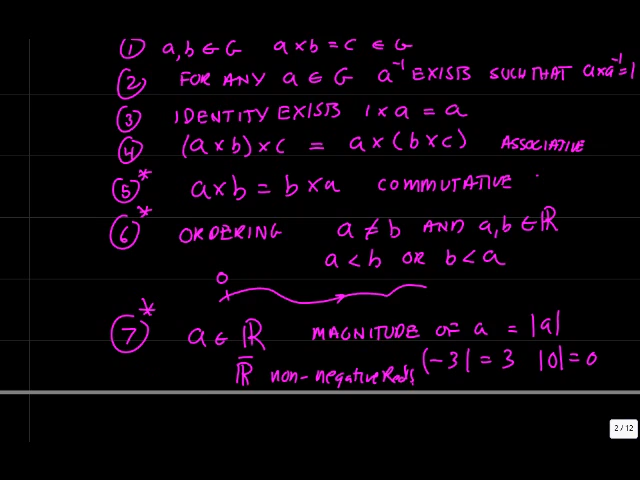 ① a, b ∈ G a × b = c ∈ G
② FOR ANY a ∈ G a⁻¹ EXISTS SUCH THAT a × a⁻¹ = 1
③ IDENTITY EXISTS 1 × a = a
④ (a × b) × c = a × (b × c) ASSOCIATIVE
⑤* a × b = b × a COMMUTATIVE
⑥* ORDERING a ≠ b AND a, b ∈ ℝ
a < b OR b < a
0
⑦* a ∈ ℝ MAGNITUDE OF a = |a|
ℝ̄ non-negative Reals |-3| = 3 |0| = 0
2 / 12